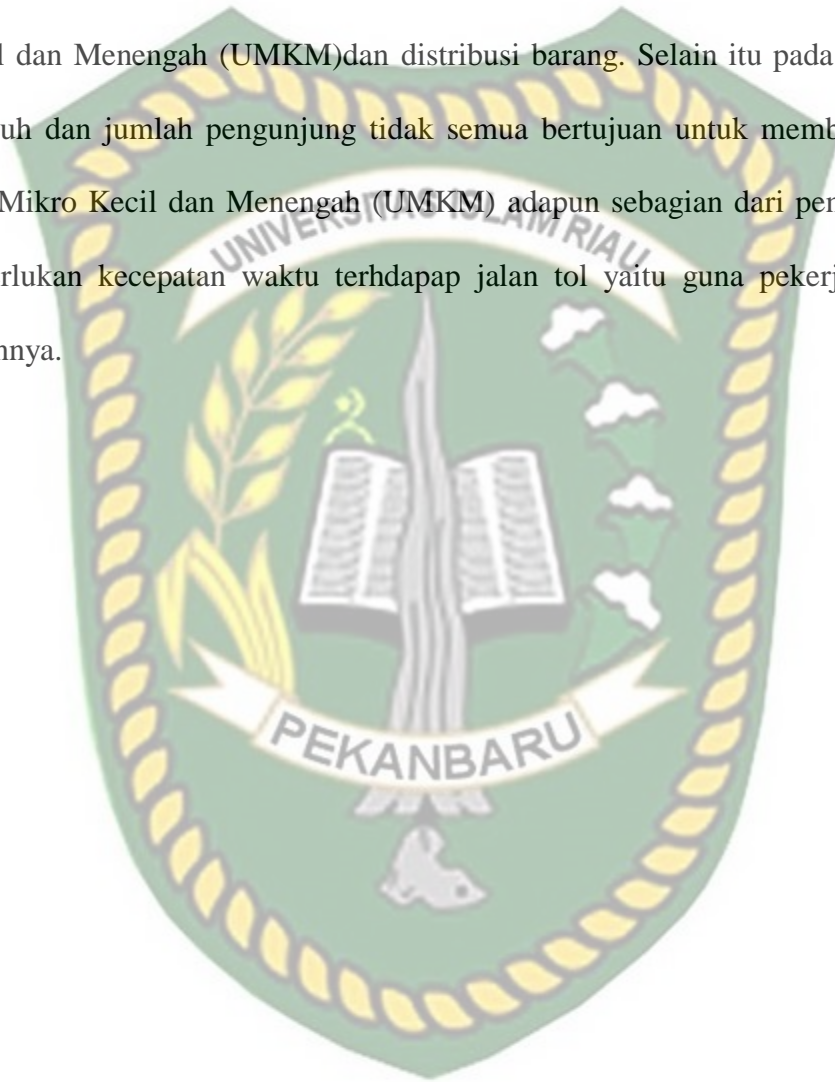 l dan Menengah (UMKM)dan distribusi barang. Selain itu pada
uh dan jumlah pengunjung tidak semua bertujuan untuk memb
Mikro Kecil dan Menengah (UMKM) adapun sebagian dari pen
rlukan kecepatan waktu terhdapap jalan tol yaitu guna pekerj
nnya.
UNIVERSITAS ISLAM RIAU
PEKANBARU